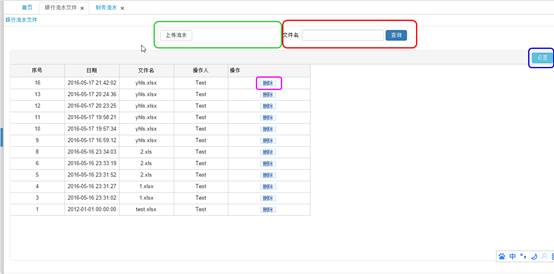 首页 银行流水文件 × 财务流水 ×
银行流水文件
上传流水 文件名 查询
序号 日期 文件名 操作人 操作
16 2016-05-17 21:42:02 yhls.xlsx Test 删除
13 2016-05-17 20:24:36 yhls.xlsx Test 删除
12 2016-05-17 20:23:25 yhls.xlsx Test 删除
11 2016-05-17 19:58:21 yhls.xlsx Test 删除
10 2016-05-17 19:57:34 yhls.xlsx Test 删除
9 2016-05-17 16:59:12 yhls.xlsx Test 删除
8 2016-05-16 23:34:03 2.xls Test 删除
6 2016-05-16 23:33:19 2.xls Test 删除
5 2016-05-16 23:31:52 2.xls Test 删除
4 2016-05-16 23:31:27 1.xlsx Test 删除
3 2016-05-16 23:31:02 1.xlsx Test 删除
1 2012-01-01 00:00:00 test.xlsx Test 删除
中